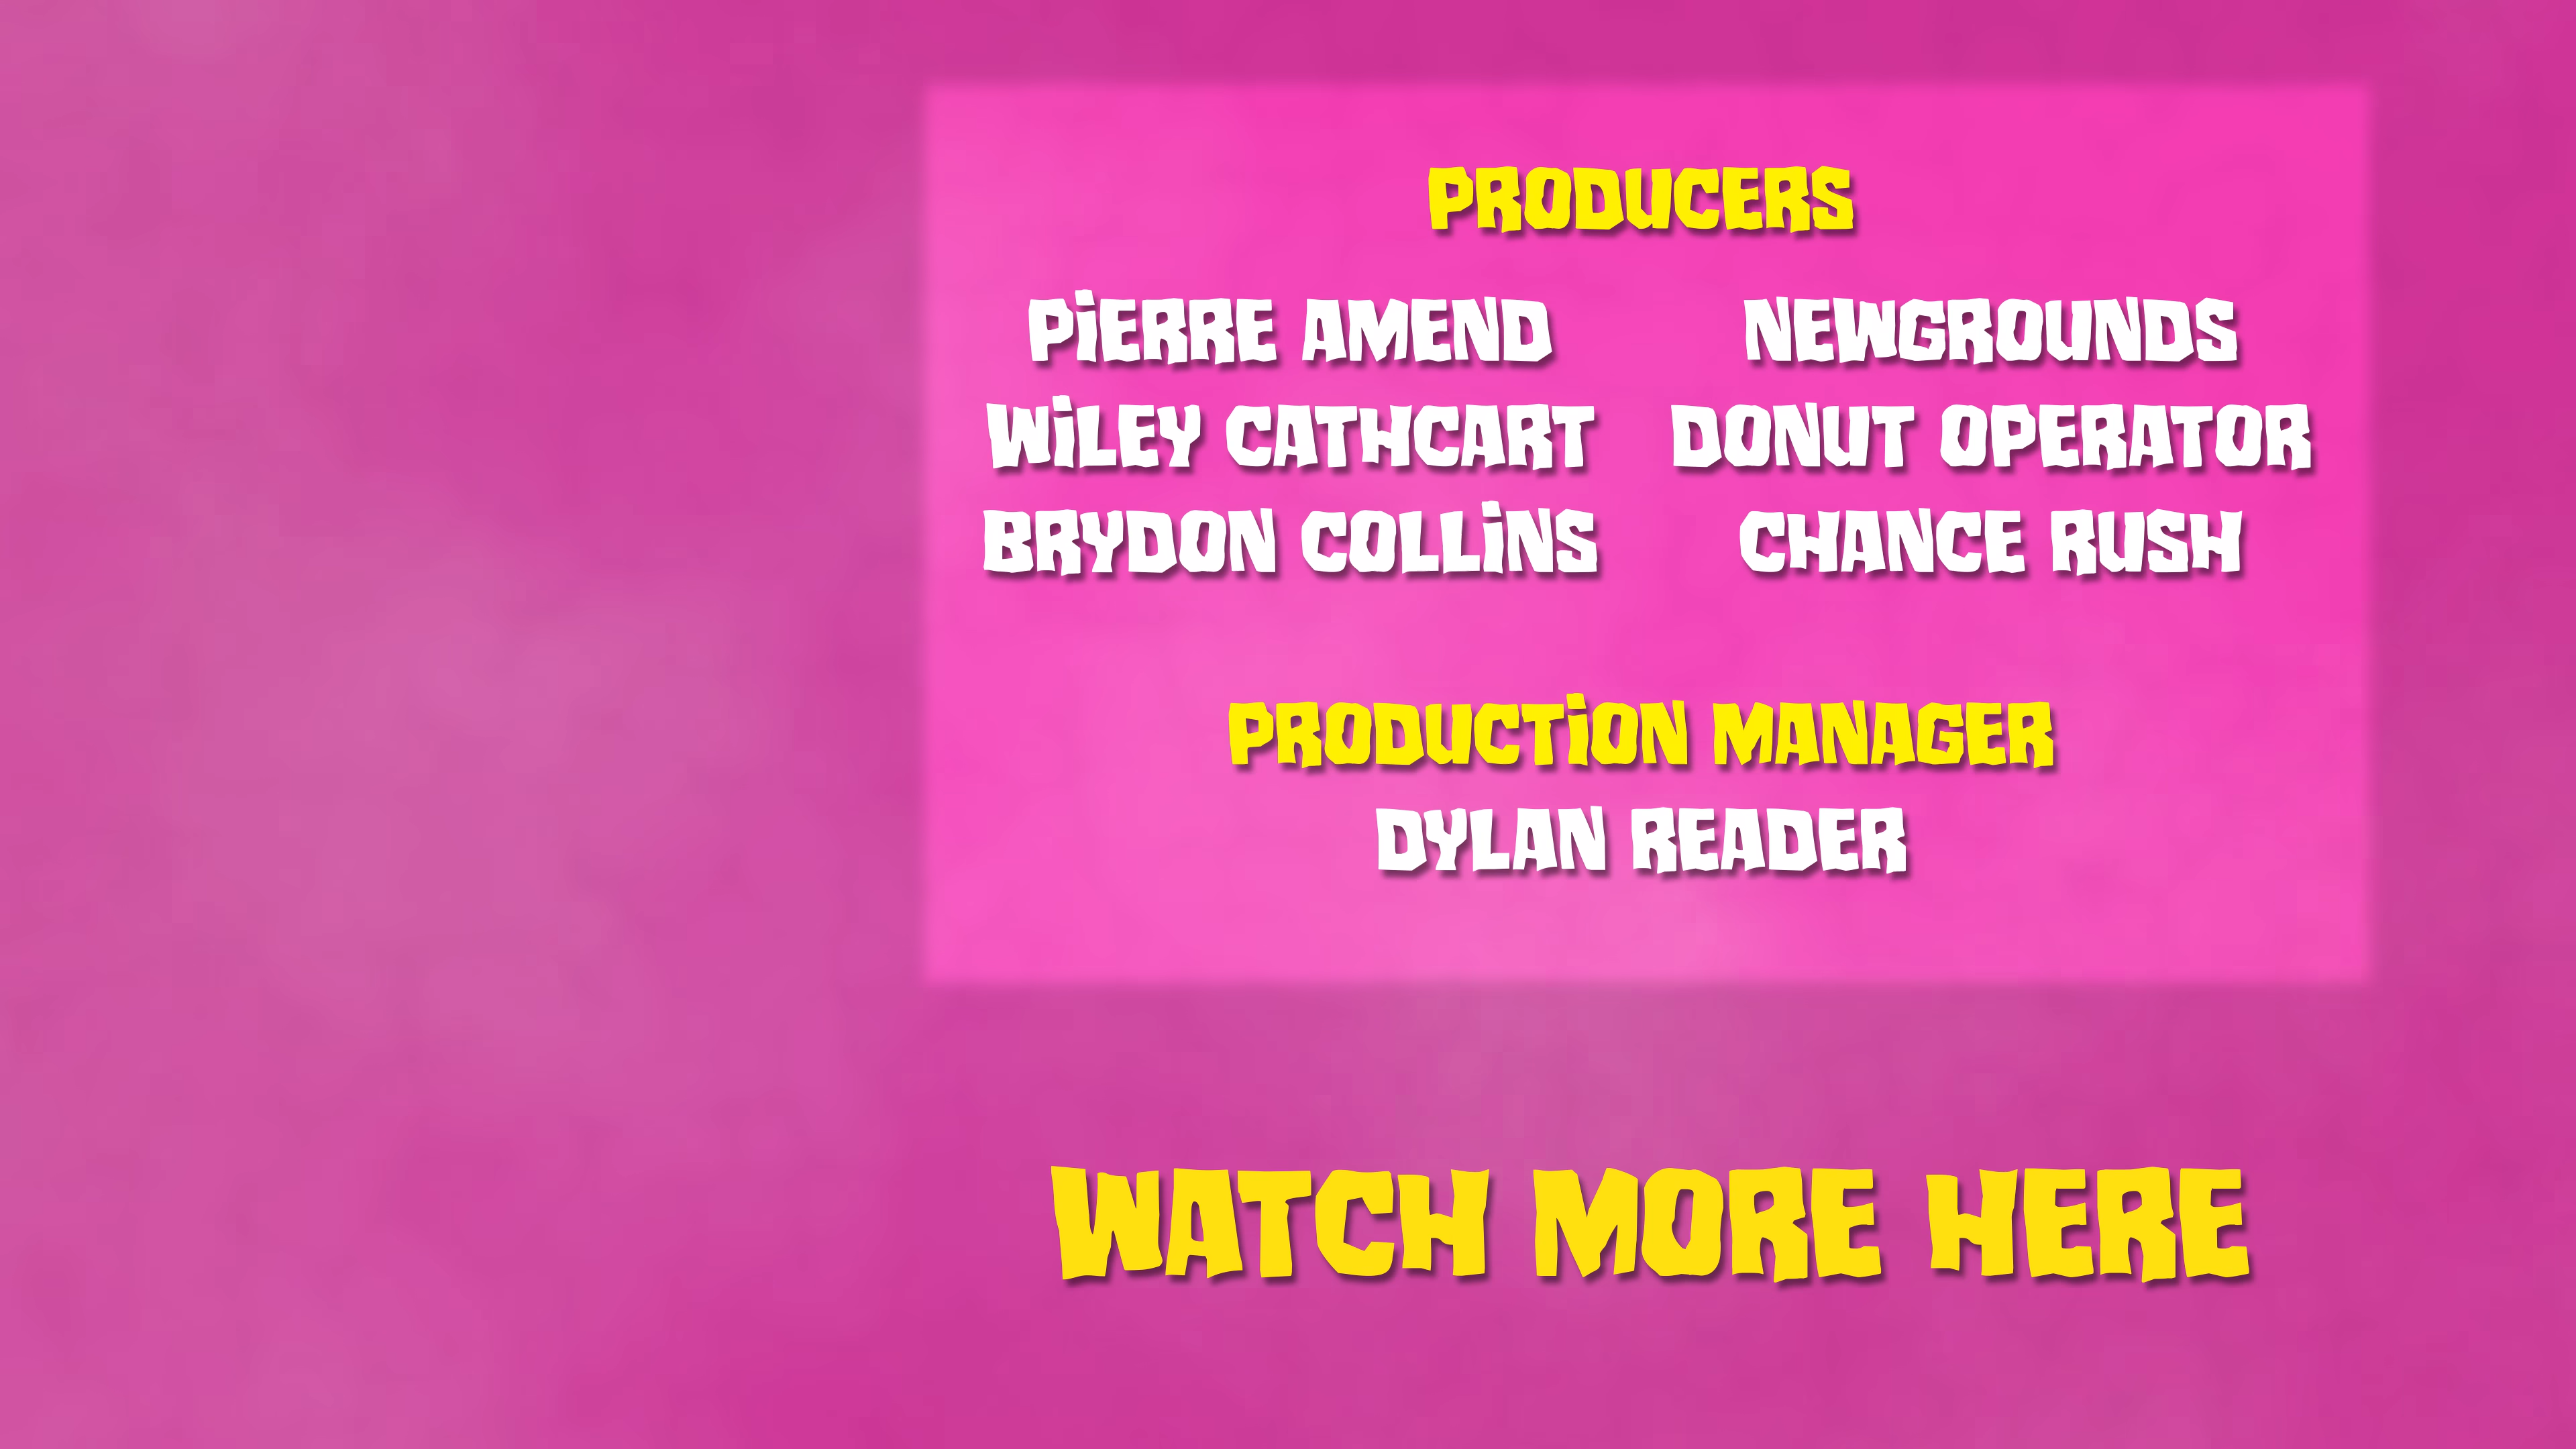 PRODUCERS
PiERRE AMEND NEWGROUNDS
WiLEY CATHCART DONUT OPERATOR
BRYDON COLLiNS CHANCE RUSH
PRODUCTiON MANAGER
DYLAN READER
WATCH MORE HERE